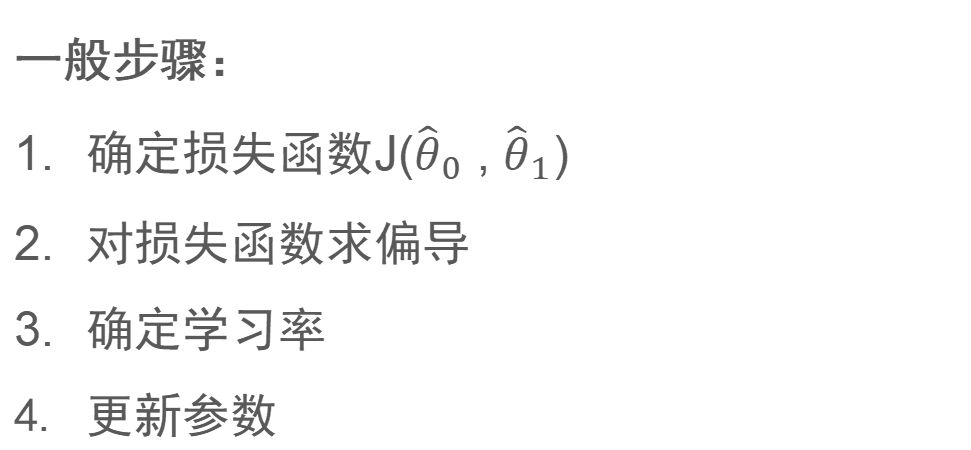 一般步骤：
1. 确定损失函数J(θ̂₀ , θ̂₁)
2. 对损失函数求偏导
3. 确定学习率
4. 更新参数